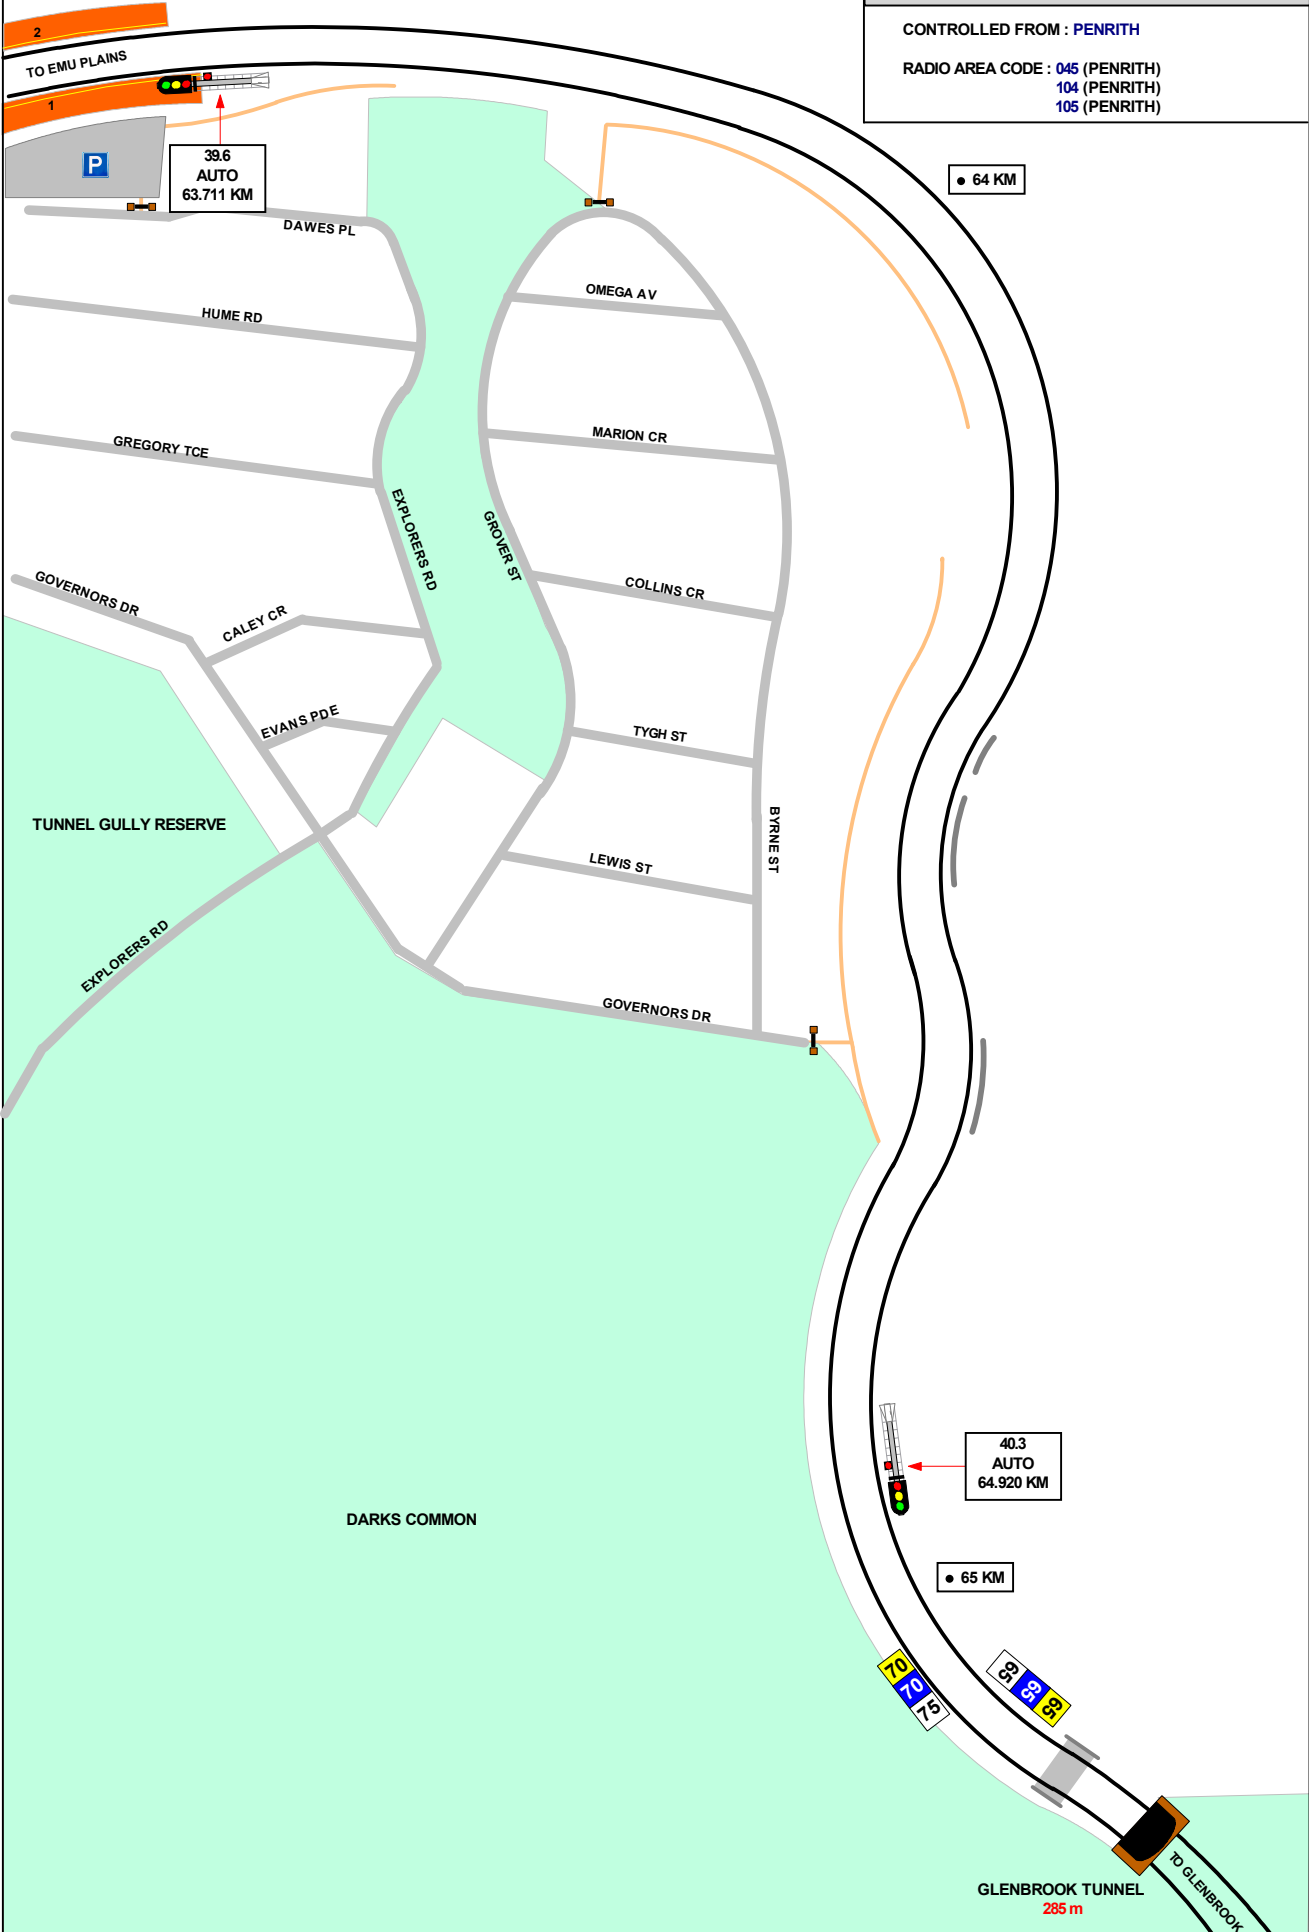 CONTROLLED FROM : PENRITH
RADIO AREA CODE : 045 (PENRITH)
104 (PENRITH)
105 (PENRITH)
2
TO EMU PLAINS
1
P
39.6
AUTO
63.711 KM
64 KM
DAWES PL
OMEGA AV
HUME RD
MARION CR
GREGORY TCE
EXPLORERS RD
GROVER ST
COLLINS CR
GOVERNORS DR
CALEY CR
EVANS PDE
TYGH ST
TUNNEL GULLY RESERVE
BYRNE ST
LEWIS ST
EXPLORERS RD
GOVERNORS DR
40.3
AUTO
64.920 KM
DARKS COMMON
65 KM
70
70
75
65
65
65
GLENBROOK TUNNEL
285 m
TO GLENBROOK